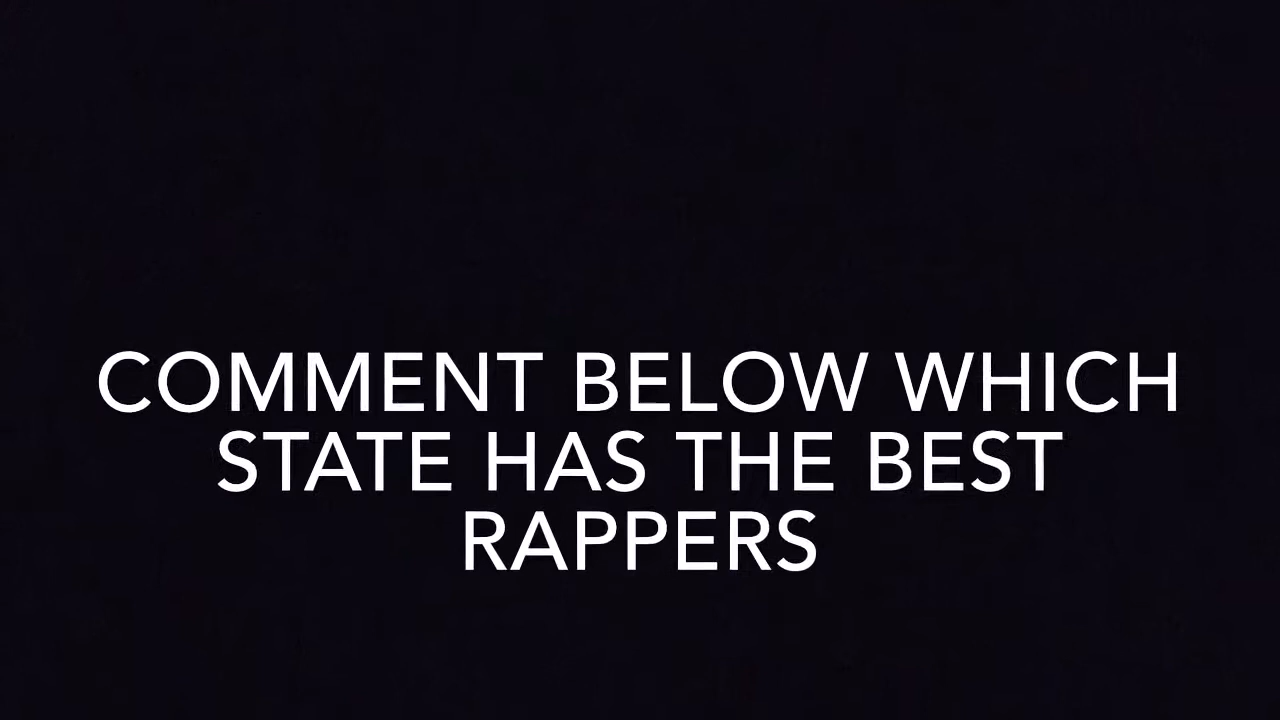 COMMENT BELOW WHICH
STATE HAS THE BEST
RAPPERS